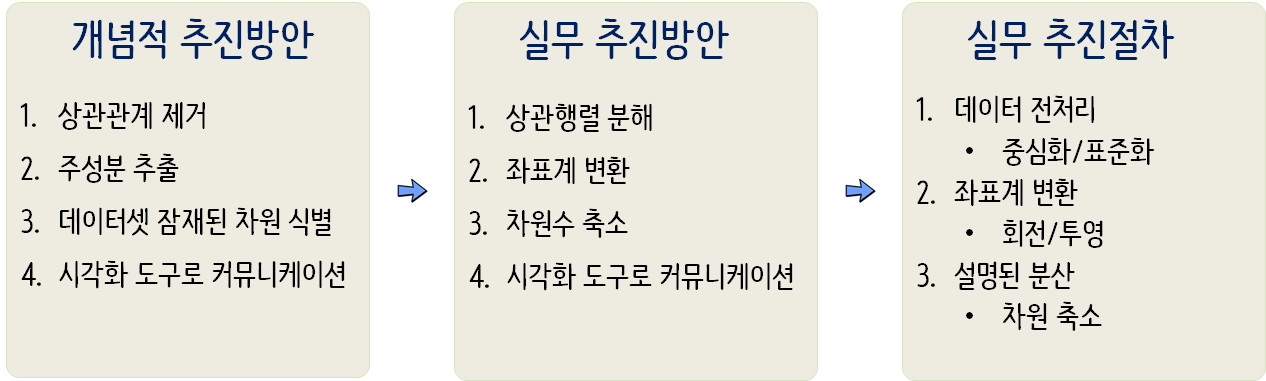 개념적 추진방안
1. 상관관계 제거
2. 주성분 추출
3. 데이터셋 잠재된 차원 식별
4. 시각화 도구로 커뮤니케이션
실무 추진방안
1. 상관행렬 분해
2. 좌표계 변환
3. 차원수 축소
4. 시각화 도구로 커뮤니케이션
실무 추진절차
1. 데이터 전처리
• 중심화/표준화
2. 좌표계 변환
• 회전/투영
3. 설명된 분산
• 차원 축소